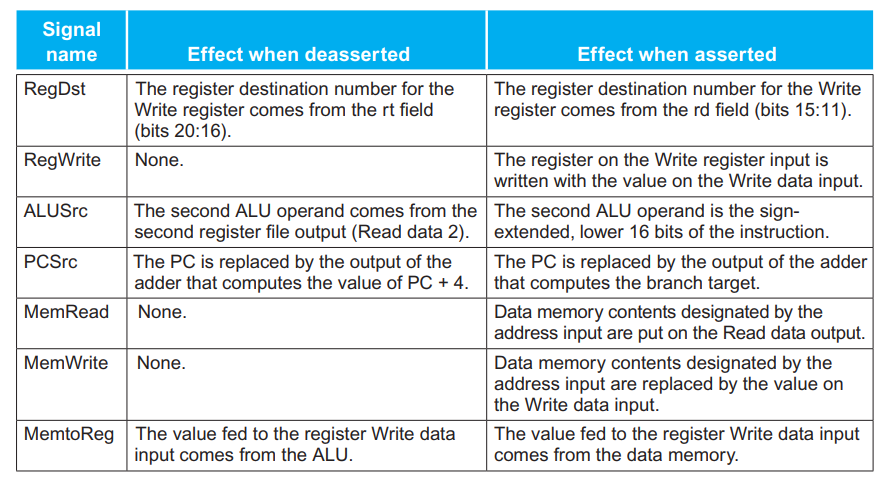 Signal
name
Effect when deasserted
Effect when asserted
RegDst
The register destination number for the
Write register comes from the rt field
(bits 20:16).
The register destination number for the Write
register comes from the rd field (bits 15:11).
RegWrite
None.
The register on the Write register input is
written with the value on the Write data input.
ALUSrc
The second ALU operand comes from the
second register file output (Read data 2).
The second ALU operand is the sign-
extended, lower 16 bits of the instruction.
PCSrc
The PC is replaced by the output of the
adder that computes the value of PC + 4.
The PC is replaced by the output of the adder
that computes the branch target.
MemRead
None.
Data memory contents designated by the
address input are put on the Read data output.
MemWrite
None.
Data memory contents designated by the
address input are replaced by the value on
the Write data input.
MemtoReg
The value fed to the register Write data
input comes from the ALU.
The value fed to the register Write data input
comes from the data memory.